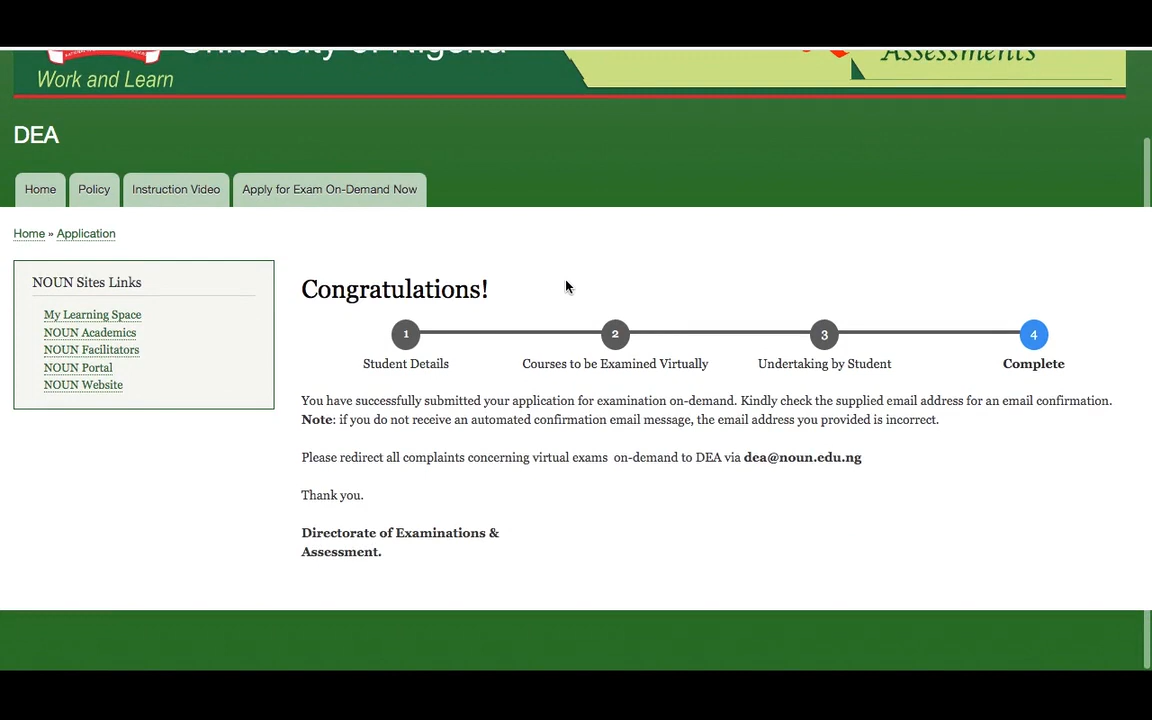 University of Nigeria
Assessments
Work and Learn
DEA
Home
Policy
Instruction Video
Apply for Exam On-Demand Now
Home » Application
NOUN Sites Links
My Learning Space
NOUN Academics
NOUN Facilitators
NOUN Portal
NOUN Website
Congratulations!
1
2
3
4
Student Details
Courses to be Examined Virtually
Undertaking by Student
Complete
You have successfully submitted your application for examination on-demand. Kindly check the supplied email address for an email confirmation.
Note: if you do not receive an automated confirmation email message, the email address you provided is incorrect.
Please redirect all complaints concerning virtual exams  on-demand to DEA via dea@noun.edu.ng
Thank you.
Directorate of Examinations &
Assessment.